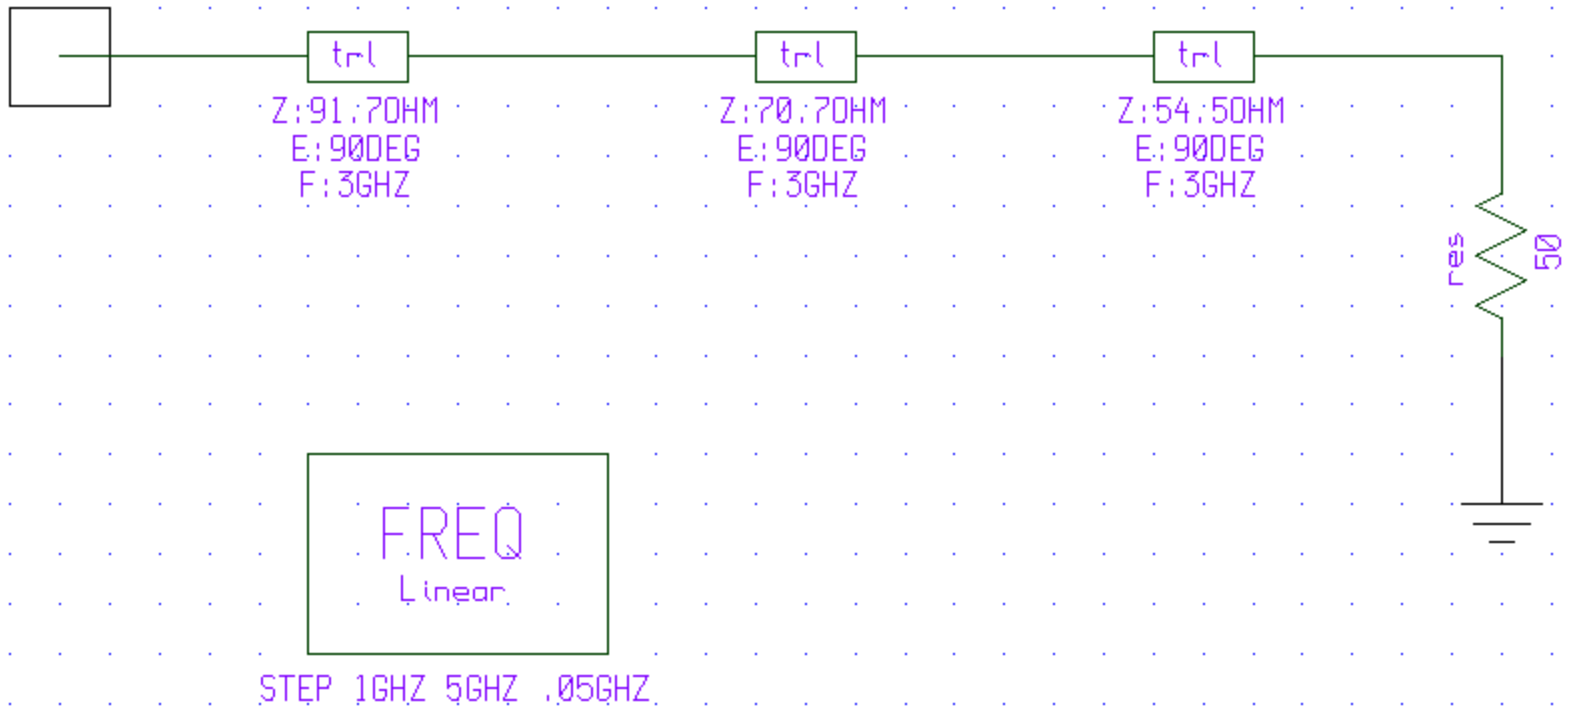 trl
Z:91.7OHM
E:90DEG
F:3GHZ
trl
Z:70.7OHM
E:90DEG
F:3GHZ
trl
Z:54.5OHM
E:90DEG
F:3GHZ
res
50
FREQ
Linear
STEP 1GHZ 5GHZ .05GHZ